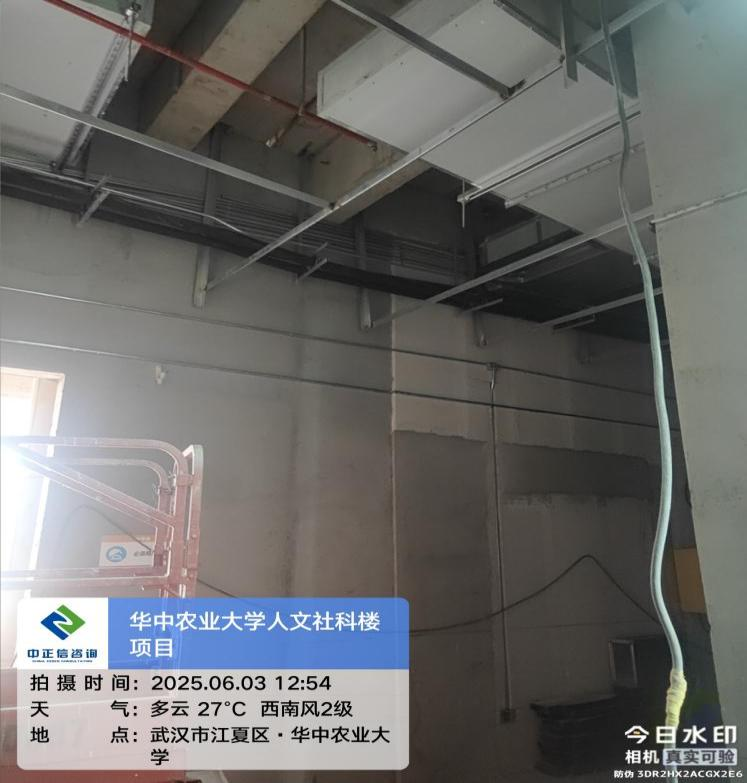 华中农业大学人文社科楼
项目
中正信咨询
拍摄时间：2025.06.03 12:54
天气：多云 27°C 西南风2级
地点：武汉市江夏区·华中农业大
学
今日水印
相机 真实可验
防伪 3DR2HX2ACGX2E6